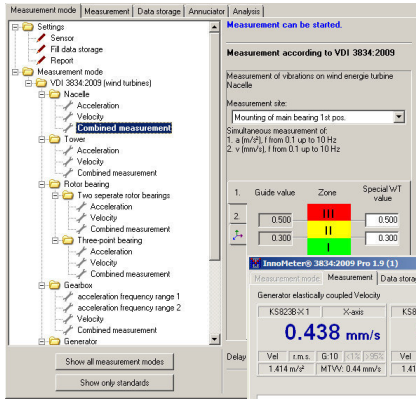 Measurement mode Measurement Data storage Annuciator Analysis
Settings
Sensor
Fill data storage
Report
Measurement mode
VDI 3834:2009 (wind turbines)
Nacelle
Acceleration
Velocity
Combined measurement
Tower
Acceleration
Velocity
Combined measurement
Rotor bearing
Two seperate rotor bearings
Acceleration
Velocity
Combined measurement
Three-point bearing
Acceleration
Velocity
Combined measurement
Gearbox
acceleration frequency range 1
acceleration frequency range 2
Velocity
Combined measurement
Generator
Show all measurement modes
Show only standards
Measurement can be started.
Measurement according to VDI 3834:2009
Measurement of vibrations on wind energie turbine
Nacelle
Measurement site:
Mounting of main bearing 1st pos.
Simultaneous measurement of:
1. a (m/s²), f from 0.1 up to 10 Hz
2. v (mm/s), f from 0.1 up to 10 Hz
1. Guide value Zone Special WT value
2.
0.500 III 0.500
II
0.300 0.300
I
Delay
InnoMeter® 3834:2009 Pro 1.9 (1)
Measurement mode Measurement Data storag
Generator elastically coupled Velocity
KS823B-X1 X-axis KS8
0.438 mm/s
Vel r.m.s. G:10 <1% >95% Vel
1.414 m/s² MTVV: 0.44 mm/s 1.41